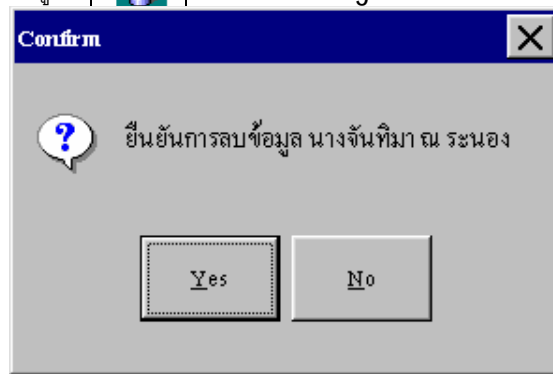 Confirm
ยืนยันการลบข้อมูล นางจันทิมา ณ ระนอง
Yes
No